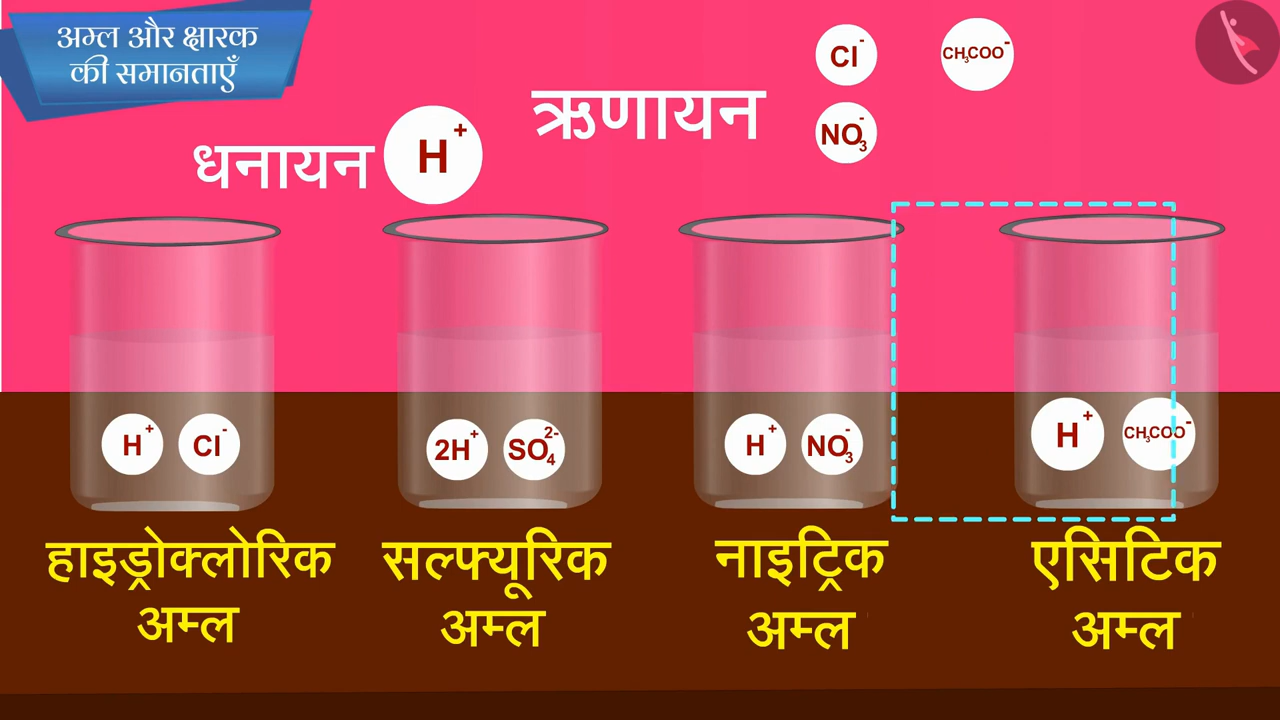 अम्ल और क्षारक
की समानताएँ
धनायन H⁺
ऋणायन
Cl⁻
CH₃COO⁻
NO₃⁻
H⁺ Cl⁻
2H⁺ SO₄²⁻
H⁺ NO₃⁻
H⁺ CH₃COO⁻
हाइड्रोक्लोरिक
अम्ल
सल्फ्यूरिक
अम्ल
नाइट्रिक
अम्ल
एसिटिक
अम्ल